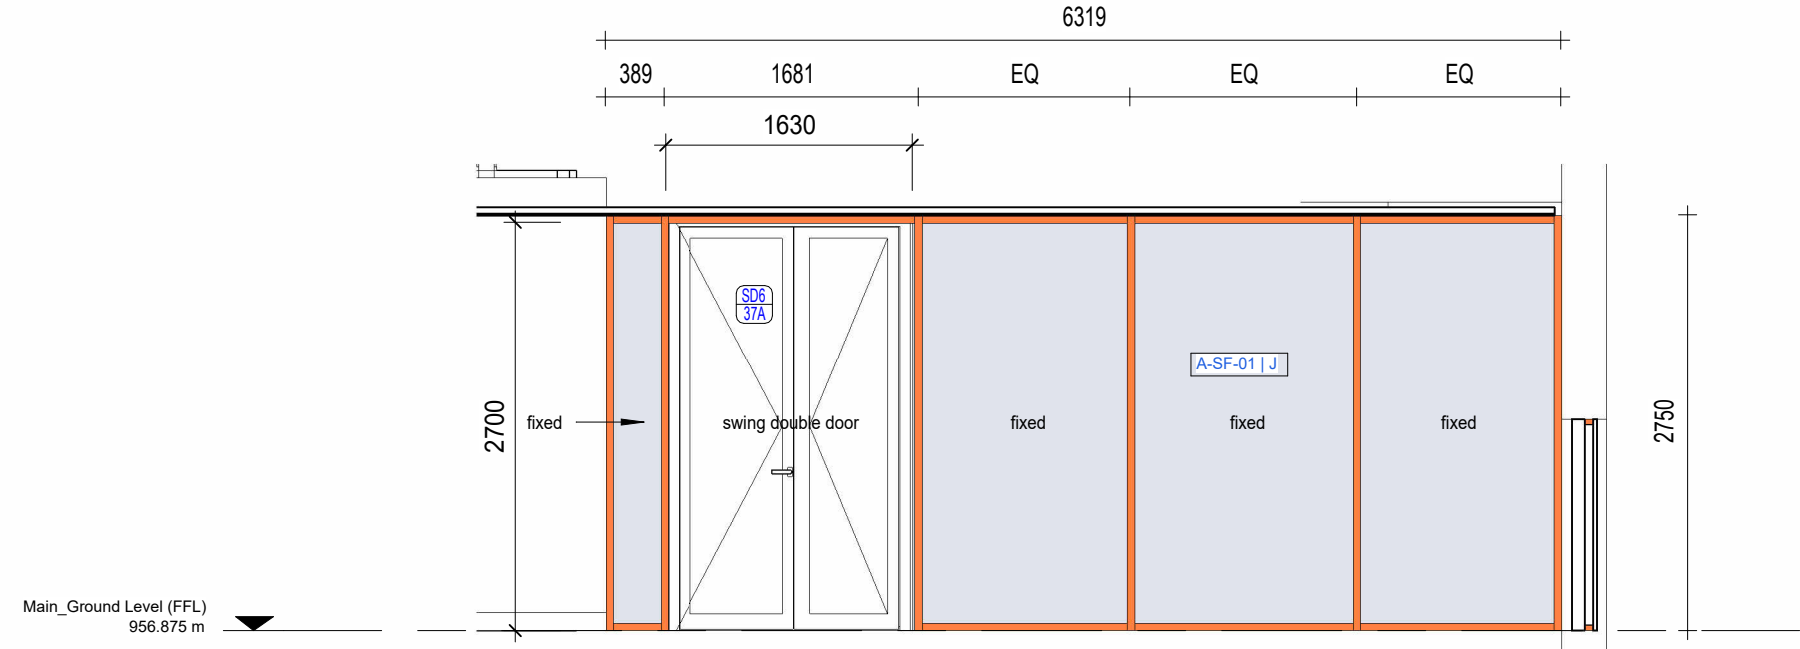 6319
389 1681 EQ EQ EQ
1630
SD6
37A
A-SF-01 | J
2700
fixed
swing double door
fixed
fixed
fixed
2750
Main_Ground Level (FFL)
956.875 m